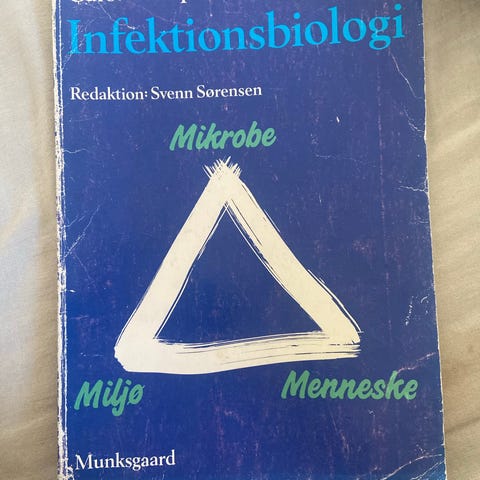 Infektionsbiologi
Redaktion: Svenn Sørensen
Mikrobe
Miljø
Menneske
Munksgaard